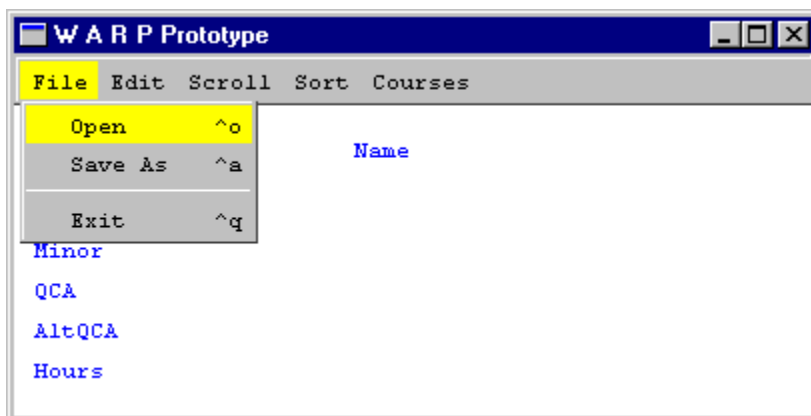 W A R P Prototype
File Edit Scroll Sort Courses
Open ^o
Name
Save As ^a
Exit ^q
Minor
QCA
AltQCA
Hours